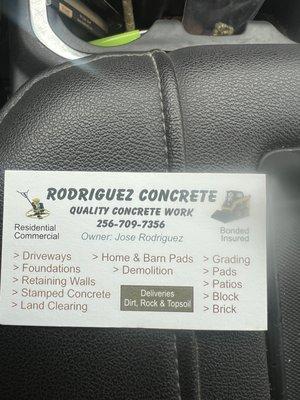 RODRIGUEZ CONCRETE
QUALITY CONCRETE WORK
256-709-7356
Owner: Jose Rodriguez
Residential
Commercial
Bonded
Insured
> Driveways
> Foundations
> Retaining Walls
> Stamped Concrete
> Land Clearing
> Home & Barn Pads
> Demolition
Deliveries
Dirt, Rock & Topsoil
> Grading
> Pads
> Patios
> Block
> Brick